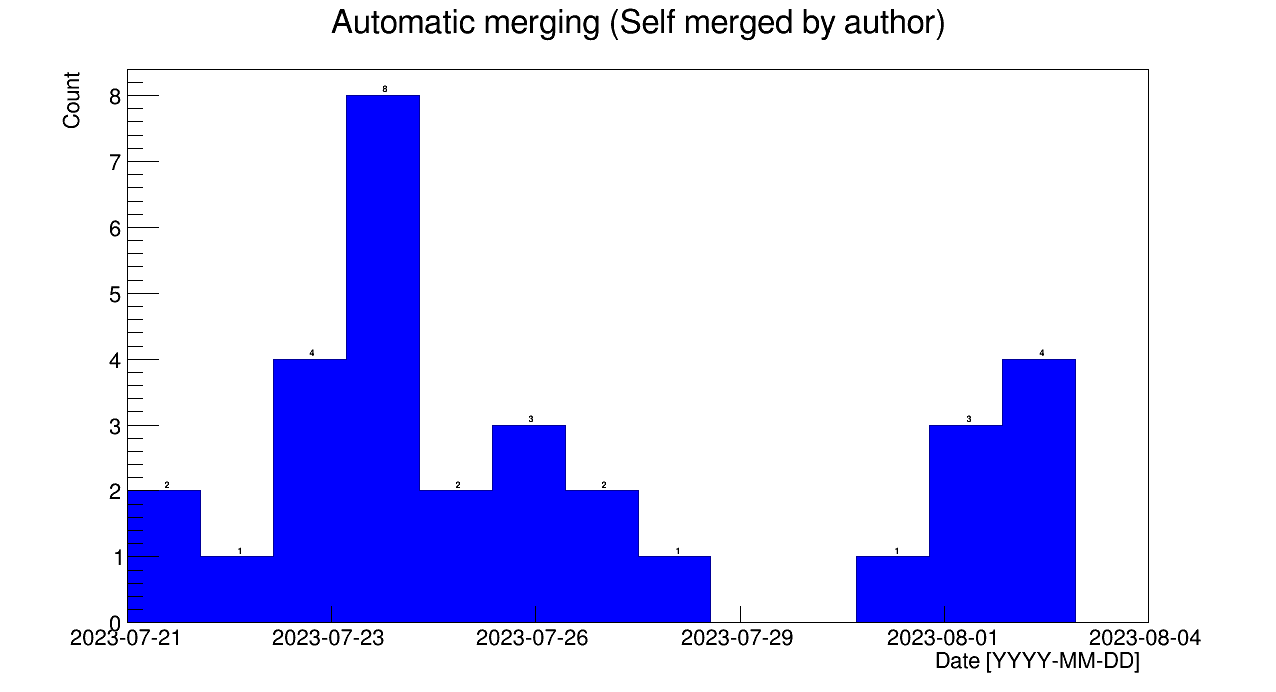 Automatic merging (Self merged by author)
Count
8
7
6
5
4
3
2
1
0
2 1 4 8 2 3 2 1 1 3 4
2023-07-21 2023-07-23 2023-07-26 2023-07-29 2023-08-01 2023-08-04
Date [YYYY-MM-DD]